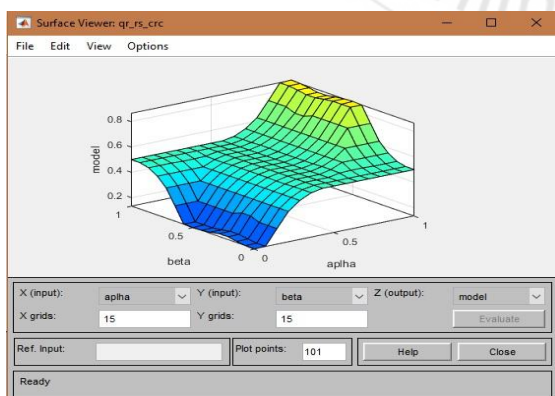 Surface Viewer: qr_rs_crc
File Edit View Options
0.8
0.6
0.4
0.2
model
1
0.5
0
beta
0
0.5
1
aplha
X (input): aplha Y (input): beta Z (output): model
X grids: 15 Y grids: 15 Evaluate
Ref. Input: Plot points: 101 Help Close
Ready